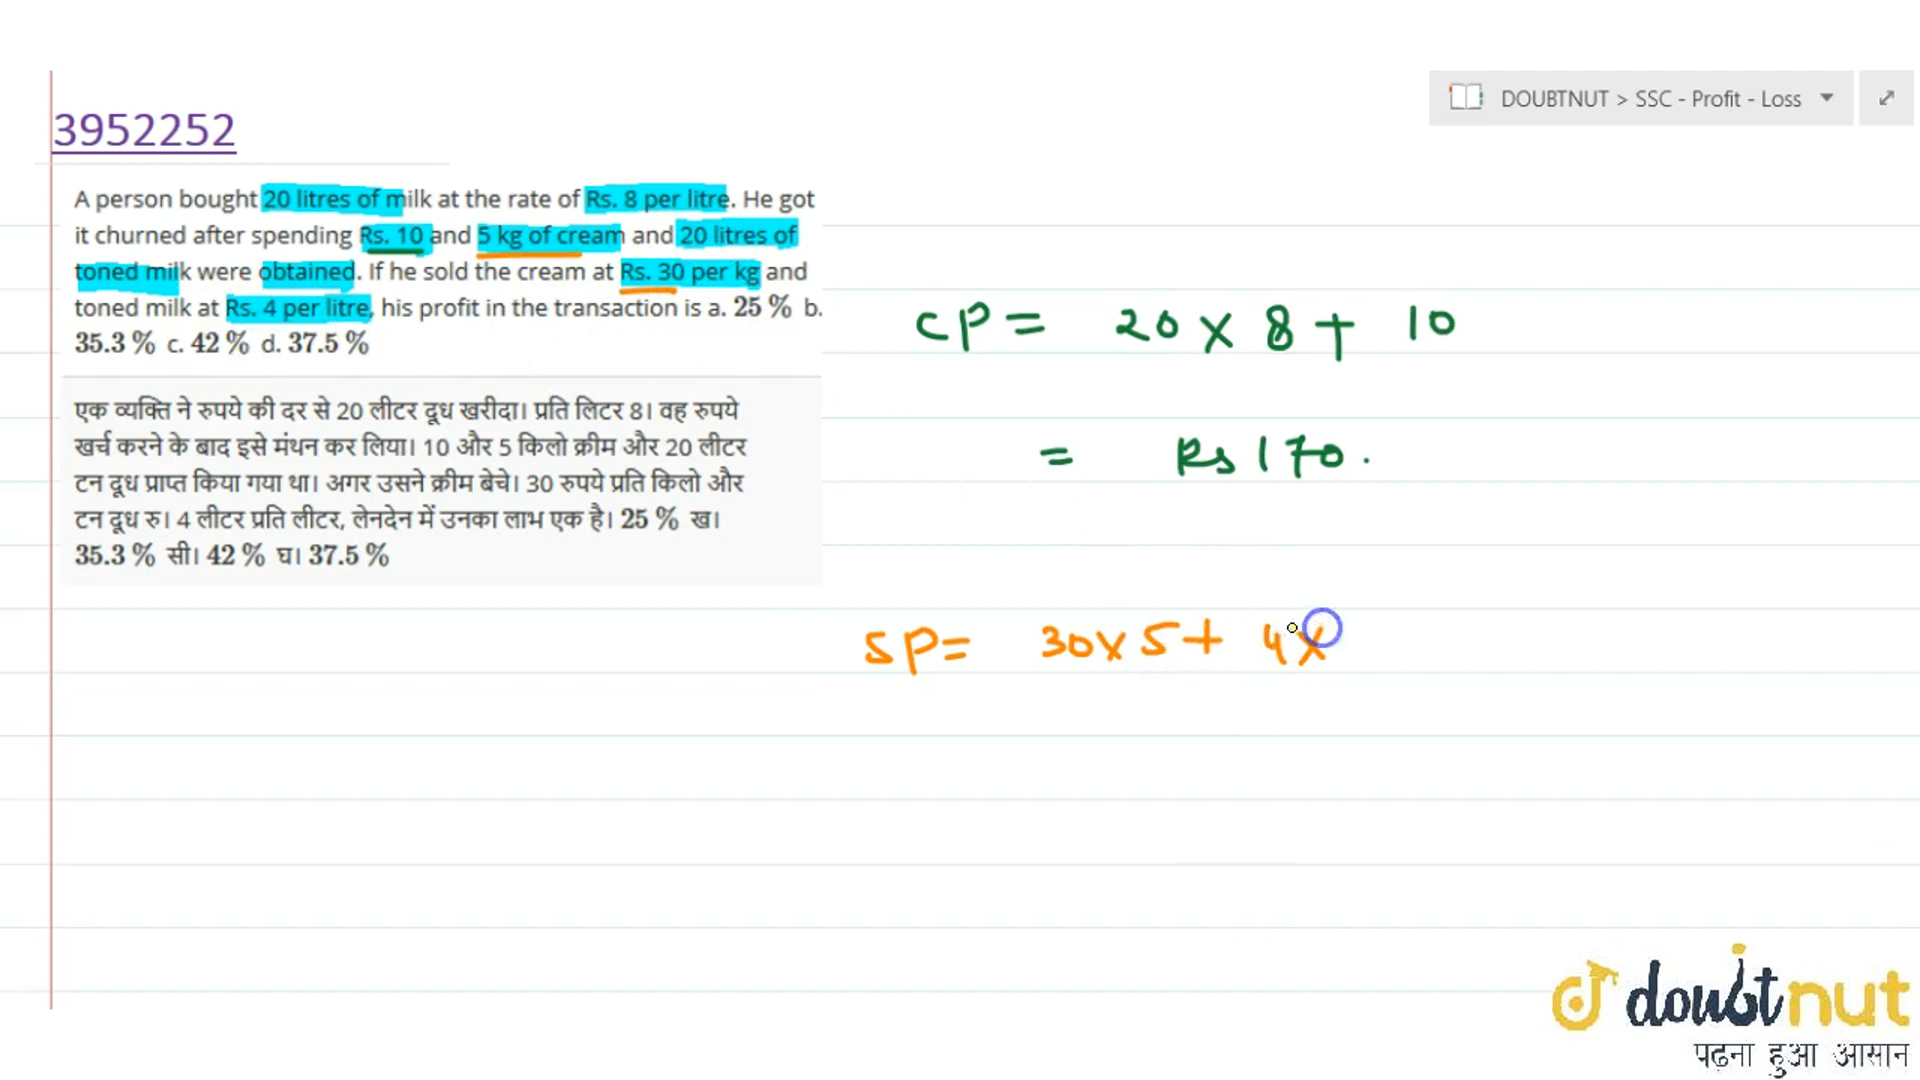 DOUBTNUT > SSC - Profit - Loss
3952252
A person bought 20 litres of milk at the rate of Rs. 8 per litre. He got
it churned after spending Rs. 10 and 5 kg of cream and 20 litres of
toned milk were obtained. If he sold the cream at Rs. 30 per kg and
toned milk at Rs. 4 per litre, his profit in the transaction is a. 25 % b.
35.3 % c. 42 % d. 37.5 %
एक व्यक्ति ने रुपये की दर से 20 लीटर दूध खरीदा। प्रति लिटर 8। वह रुपये
खर्च करने के बाद इसे मंथन कर लिया। 10 और 5 किलो क्रीम और 20 लीटर
टन दूध प्राप्त किया गया था। अगर उसने क्रीम बेचे। 30 रुपये प्रति किलो और
टन दूध रु। 4 लीटर प्रति लीटर, लेनदेन में उनका लाभ एक है। 25 % ख।
35.3 % सी। 42 % घ। 37.5 %
CP = 20 x 8 + 10
= Rs 170.
SP = 30 x 5 + 4 x
doubtnut
पढ़ना हुआ आसान